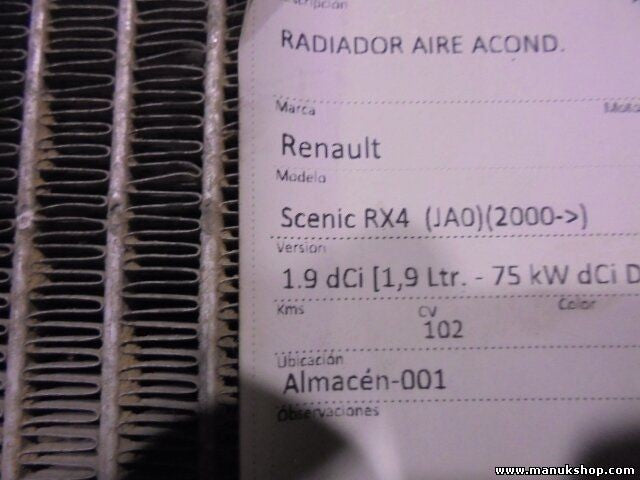 RADIADOR AIRE ACOND.
Marca
Renault
Modelo
Scenic RX4 (JA0)(2000->)
Version
1.9 dCi [1,9 Ltr. - 75 kW dCi D
Kms CV Color
102
Ubicación
Almacén-001
Observaciones
www.manukshop.com